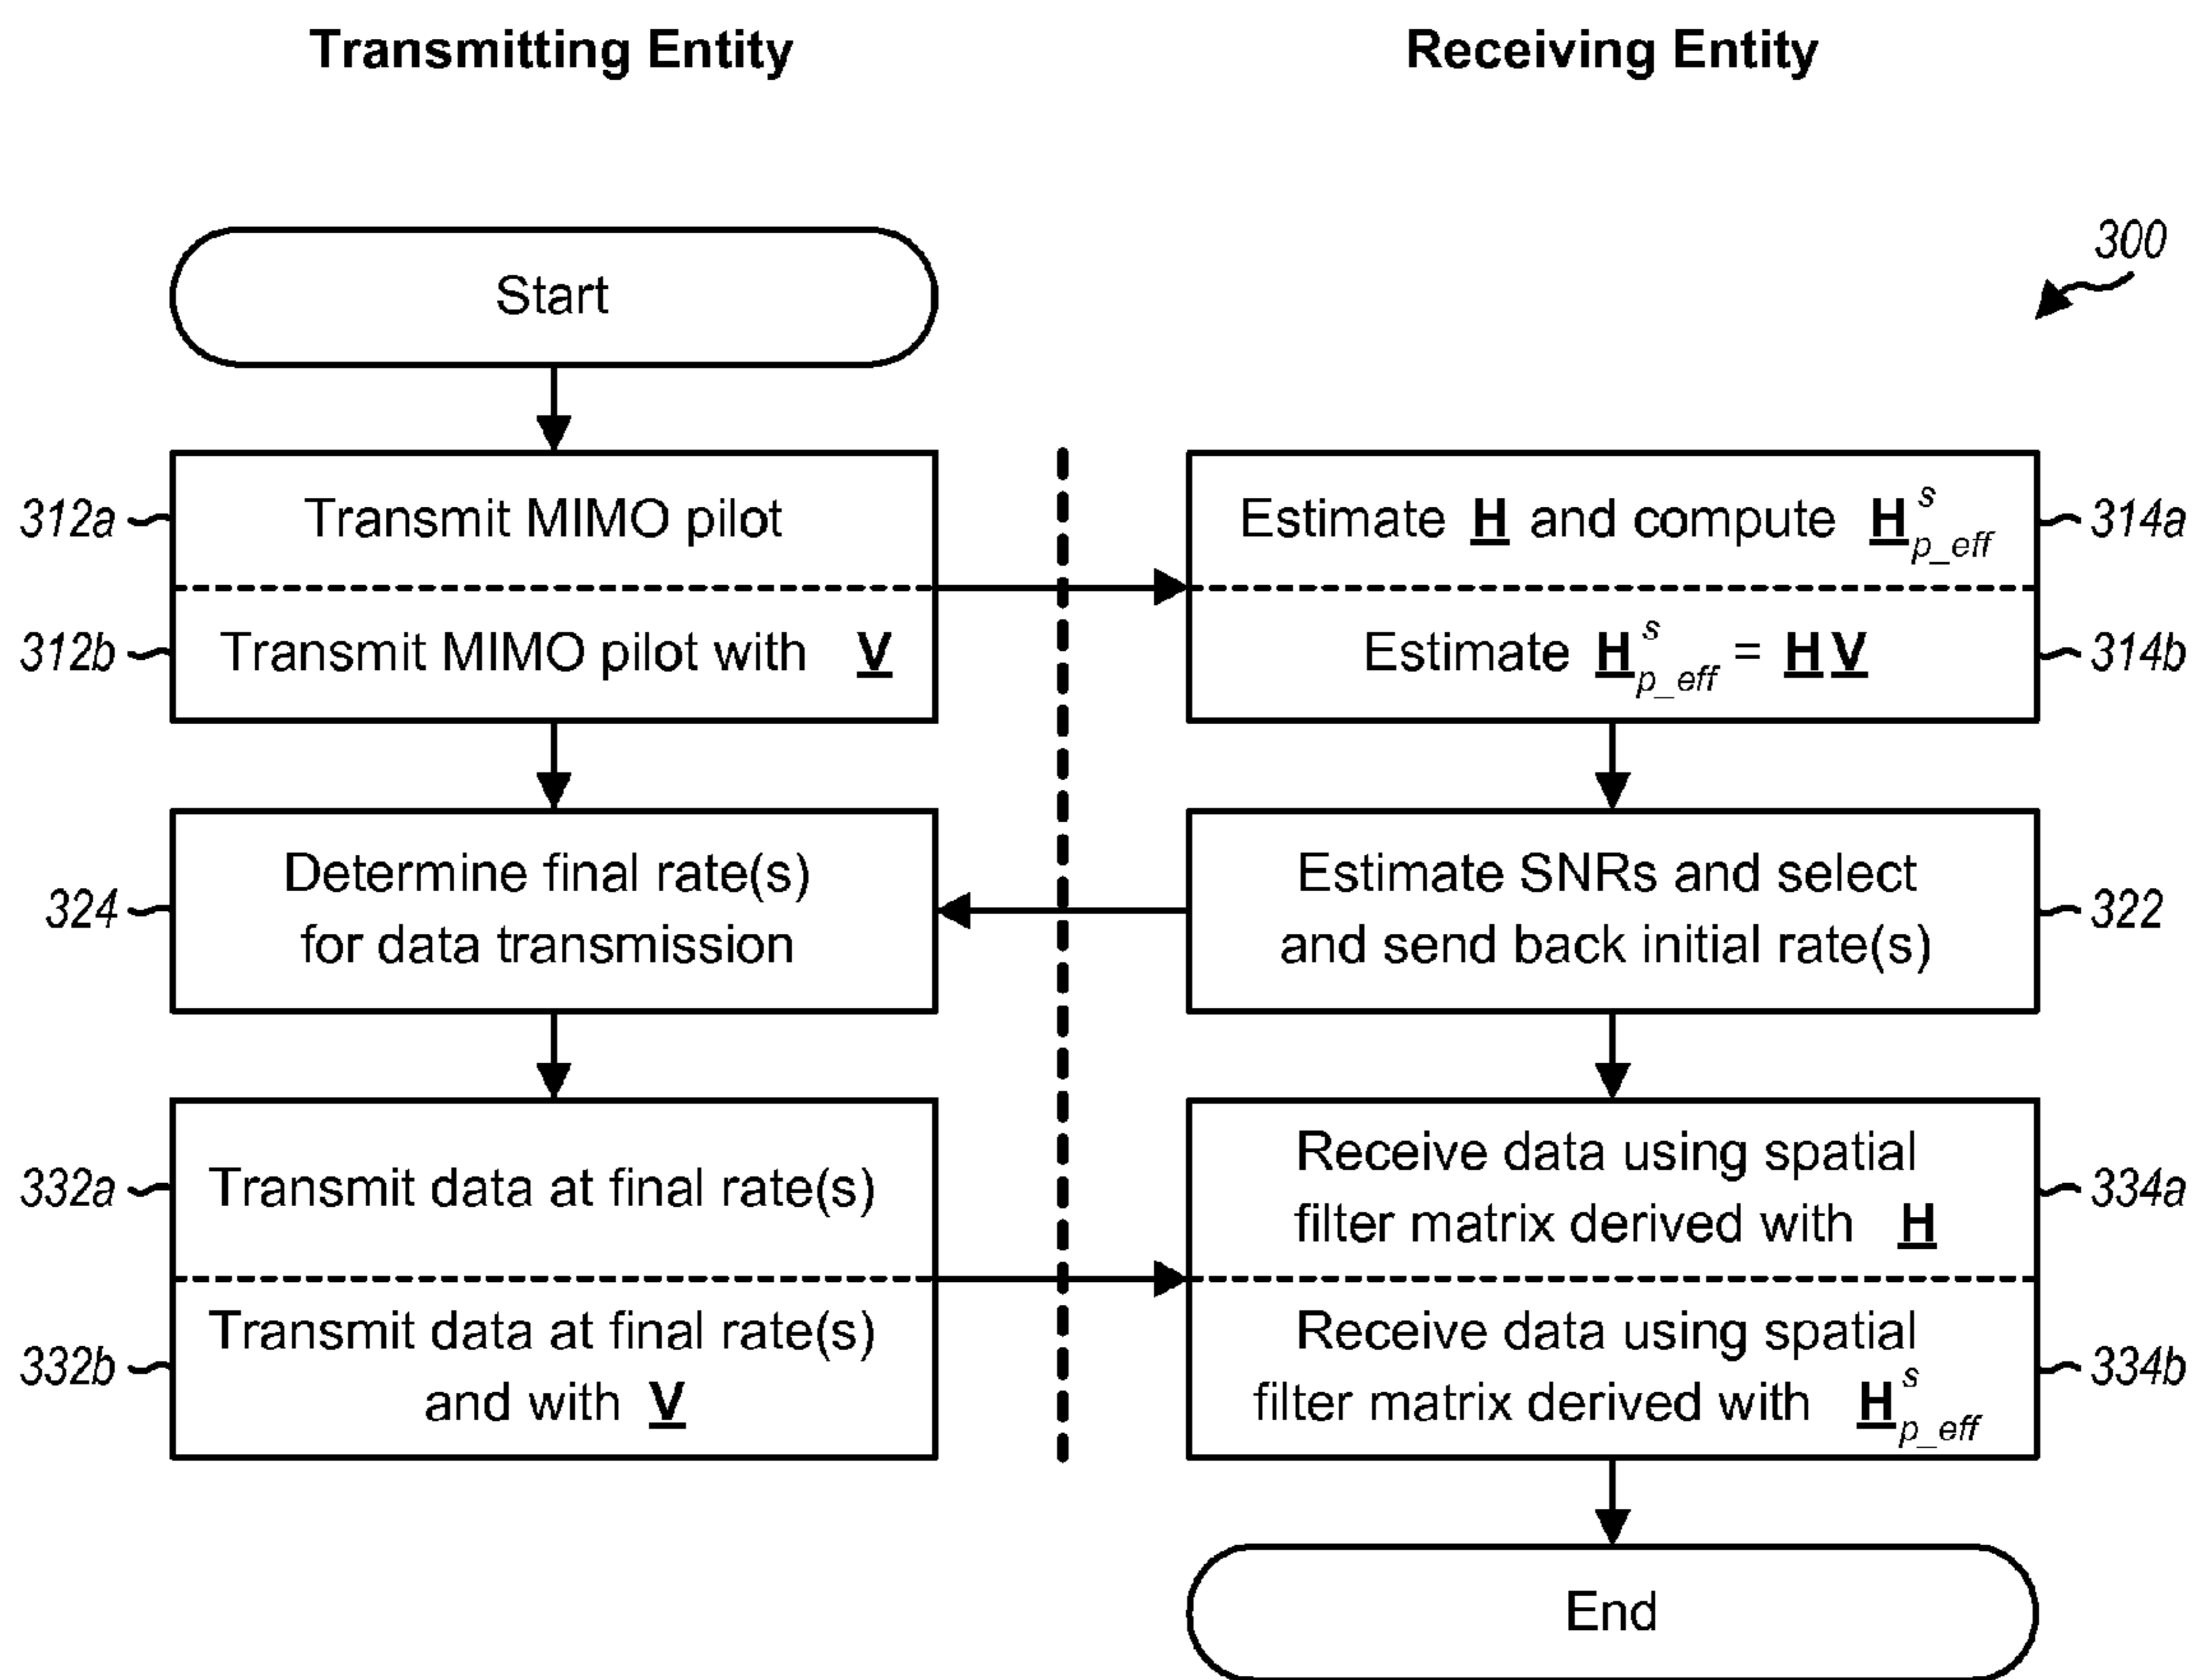 Transmitting Entity
Receiving Entity
300
Start
312a
Transmit MIMO pilot
312b
Transmit MIMO pilot with V
Estimate H and compute H^s_p_eff
314a
Estimate H^s_p_eff = H V
314b
324
Determine final rate(s)
for data transmission
Estimate SNRs and select
and send back initial rate(s)
322
332a
Transmit data at final rate(s)
332b
Transmit data at final rate(s)
and with V
Receive data using spatial
filter matrix derived with H
334a
Receive data using spatial
filter matrix derived with H^s_p_eff
334b
End